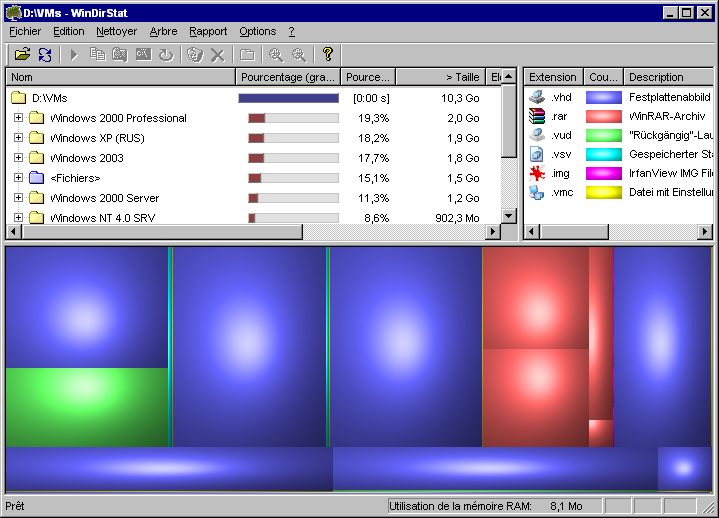 D:\VMs - WinDirStat
Fichier Edition Nettoyer Arbre Rapport Options ?
Nom Pourcentage (gra... Pource... > Taille Elé
D:\VMs [0:00 s] 10,3 Go
Windows 2000 Professional 19,3% 2,0 Go
Windows XP (RUS) 18,2% 1,9 Go
Windows 2003 17,7% 1,8 Go
<Fichiers> 15,1% 1,5 Go
Windows 2000 Server 11,3% 1,2 Go
Windows NT 4.0 SRV 8,6% 902,3 Mo
Extension Cou... Description
.vhd Festplattenabbild
.rar WinRAR-Archiv
.vud "Rückgängig"-Lau
.vsv Gespeicherter Sta
.img IrfanView IMG File
.vmc Datei mit Einstellu
Prêt Utilisation de la mémoire RAM: 8,1 Mo